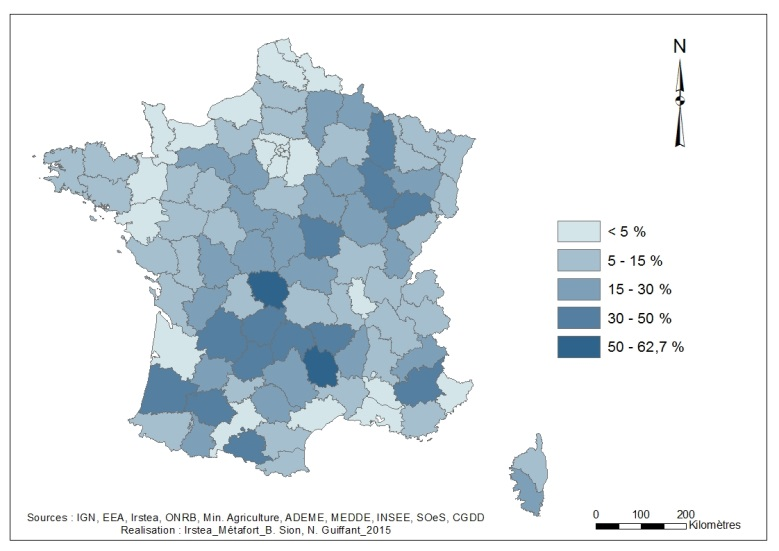 N
< 5 %
5 - 15 %
15 - 30 %
30 - 50 %
50 - 62,7 %
Sources : IGN, EEA, Irstea, ONRB, Min. Agriculture, ADEME, MEDDE, INSEE, SOeS, CGDD
Realisation : Irstea_Métafort_B. Sion, N. Guiffant_2015
0 100 200
Kilomètres